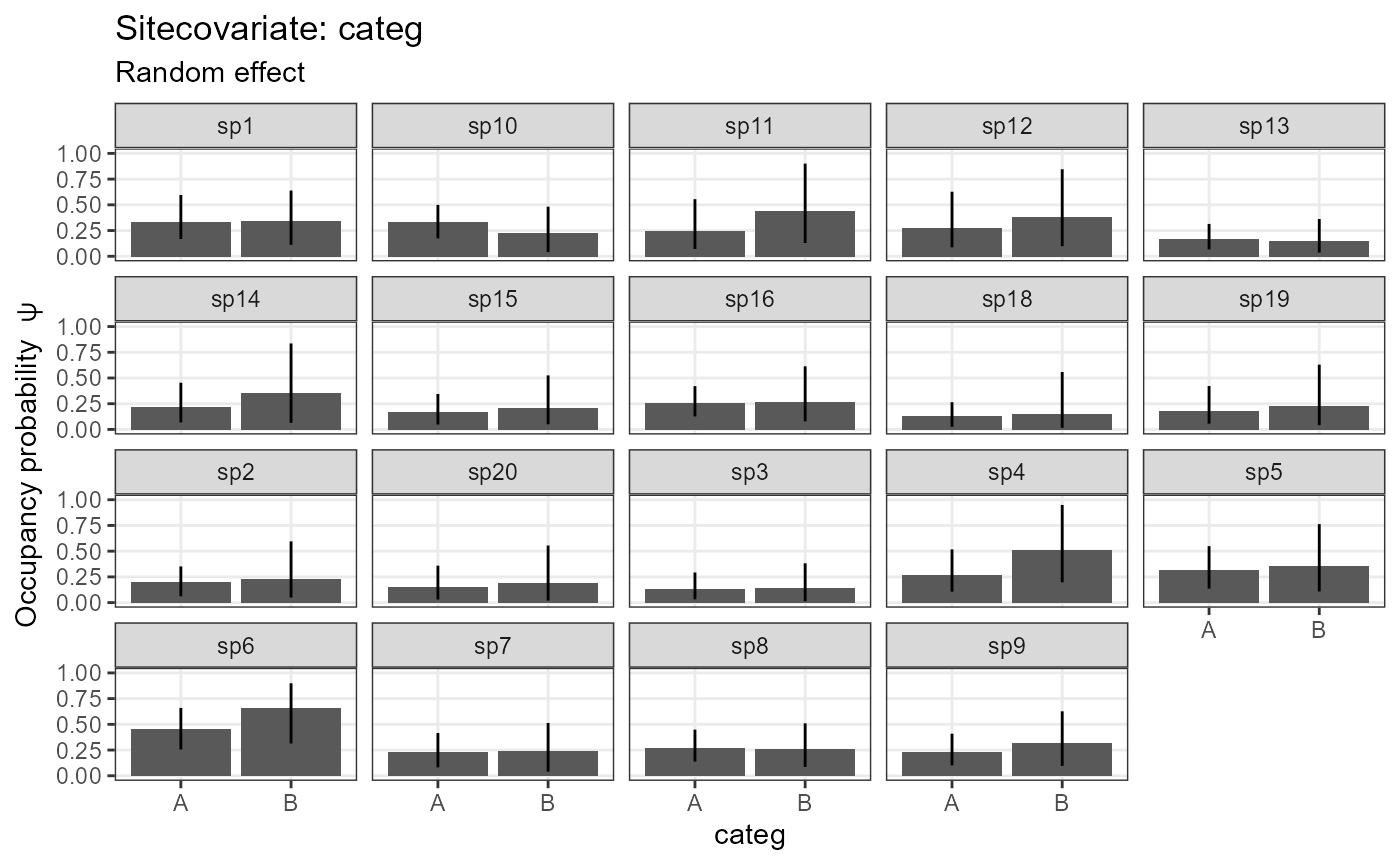 Sitecovariate: categ
Random effect
sp1 sp10 sp11 sp12 sp13
1.00
0.75
0.50
0.25
0.00
sp14 sp15 sp16 sp18 sp19
1.00
0.75
0.50
0.25
0.00
sp2 sp20 sp3 sp4 sp5
1.00
0.75
0.50
0.25
0.00
A B
sp6 sp7 sp8 sp9
1.00
0.75
0.50
0.25
0.00
A B A B A B A B
categ
Occupancy probability ψ